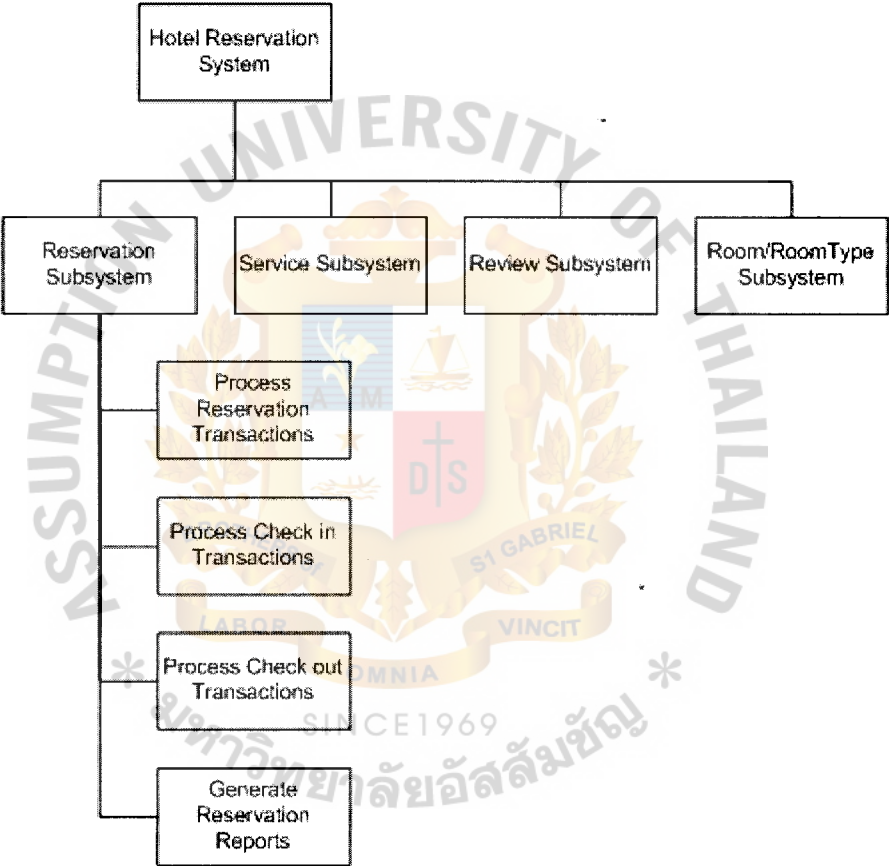 Hotel Reservation
System
Reservation
Subsystem
Service Subsystem
Review Subsystem
Room/RoomType
Subsystem
Process
Reservation
Transactions
Process Check in
Transactions
Process Check out
Transactions
Generate
Reservation
Reports
ASSUMPTION UNIVERSITY OF THAILAND
A M
D S
S1 GABRIEL
LABOR
OMNIA
VINCIT
SINCE1969
มหาวิทยาลัยอัสสัมชัญ